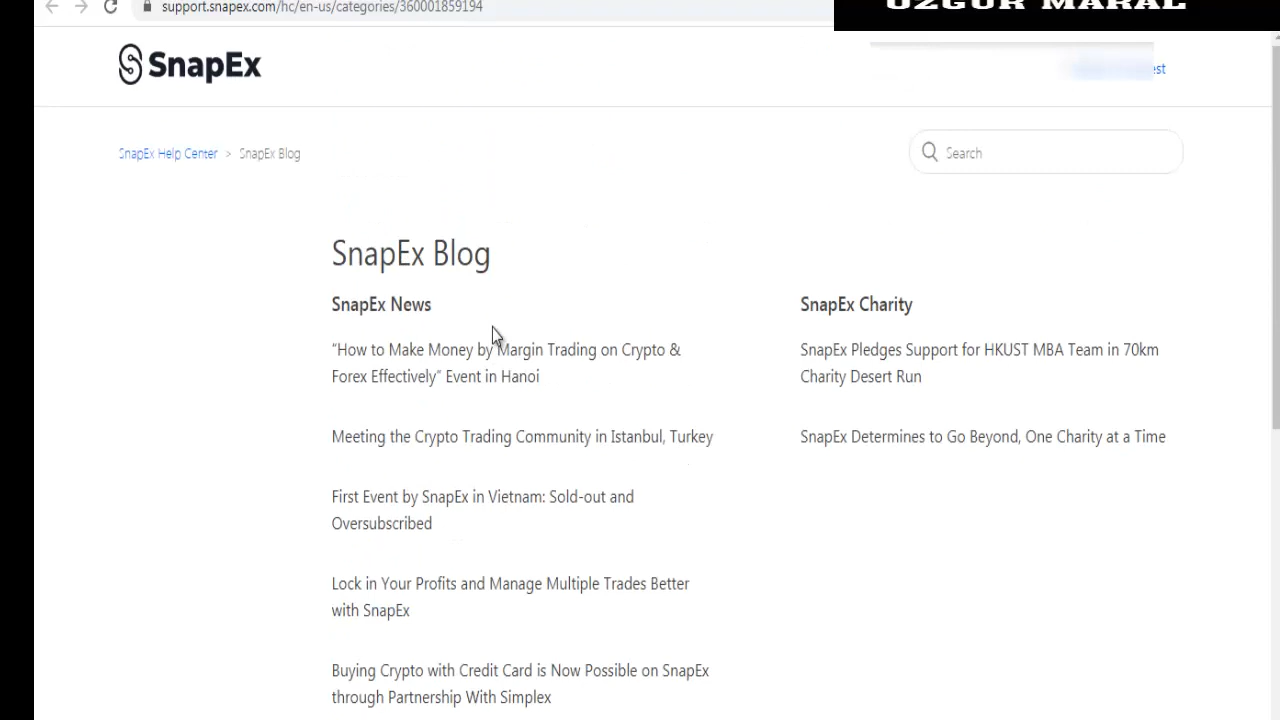 support.snapex.com/hc/en-us/categories/360001859194
OZGUR MARAL
SnapEx
SnapEx Help Center > SnapEx Blog
Search
SnapEx Blog
SnapEx News
“How to Make Money by Margin Trading on Crypto &
Forex Effectively” Event in Hanoi
Meeting the Crypto Trading Community in Istanbul, Turkey
First Event by SnapEx in Vietnam: Sold-out and
Oversubscribed
Lock in Your Profits and Manage Multiple Trades Better
with SnapEx
Buying Crypto with Credit Card is Now Possible on SnapEx
through Partnership With Simplex
SnapEx Charity
SnapEx Pledges Support for HKUST MBA Team in 70km
Charity Desert Run
SnapEx Determines to Go Beyond, One Charity at a Time